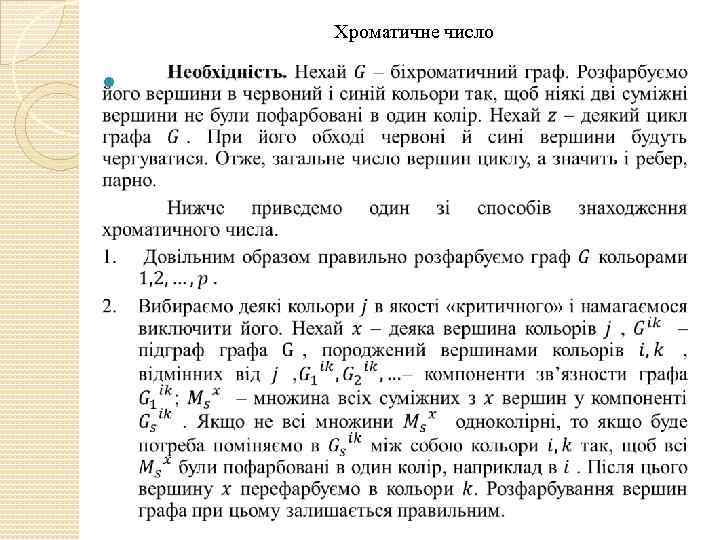 Хроматичне число
Необхідність. Нехай G – біхроматичний граф. Розфарбуємо
його вершини в червоний і синій кольори так, щоб ніякі дві суміжні
вершини не були пофарбовані в один колір. Нехай z – деякий цикл
графа G . При його обході червоні й сині вершини будуть
чергуватися. Отже, загальне число вершин циклу, а значить і ребер,
парно.
Нижче приведемо один зі способів знаходження
хроматичного числа.
1. Довільним образом правильно розфарбуємо граф G кольорами
1,2, … , p .
2. Вибираємо деякі кольори j в якості «критичного» і намагаємося
виключити його. Нехай x – деяка вершина кольорів j , G^{ik} –
підграф графа G , породжений вершинами кольорів i, k ,
відмінних від j , G_1^{ik}, G_2^{ik}, …– компоненти зв’язности графа
G_1^{ik}; M_s^x – множина всіх суміжних з x вершин у компоненті
G_s^{ik} . Якщо не всі множини M_s^x одноколірні, то якщо буде
потреба поміняємо в G_s^{ik} між собою кольори i, k так, щоб всі
M_s^x були пофарбовані в один колір, наприклад в i . Після цього
вершину x перефарбуємо в кольори k. Розфарбування вершин
графа при цьому залишається правильним.